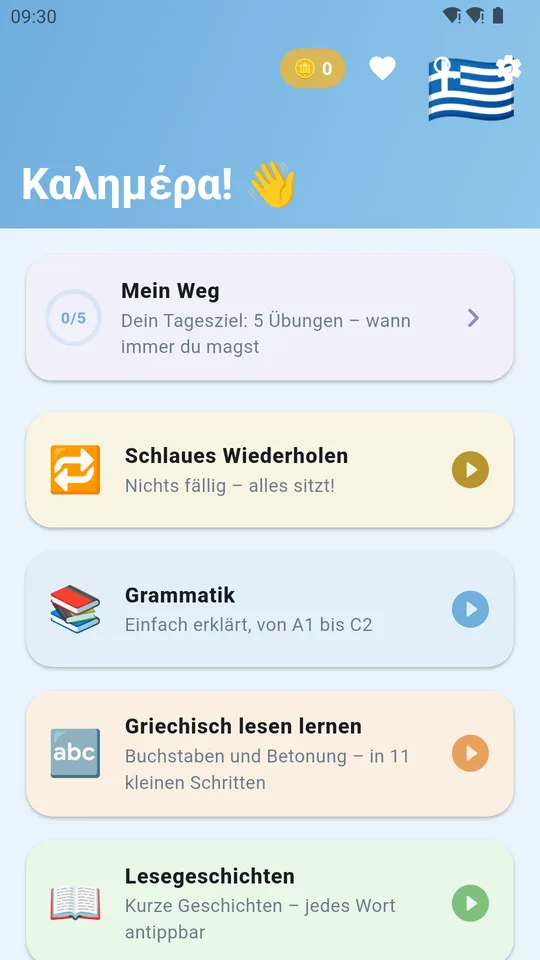 09:30
0
Καλημέρα!
Mein Weg
0/5
Dein Tagesziel: 5 Übungen – wann
immer du magst
Schlaues Wiederholen
Nichts fällig – alles sitzt!
Grammatik
Einfach erklärt, von A1 bis C2
abc
Griechisch lesen lernen
Buchstaben und Betonung – in 11
kleinen Schritten
Lesegeschichten
Kurze Geschichten – jedes Wort
antippbar